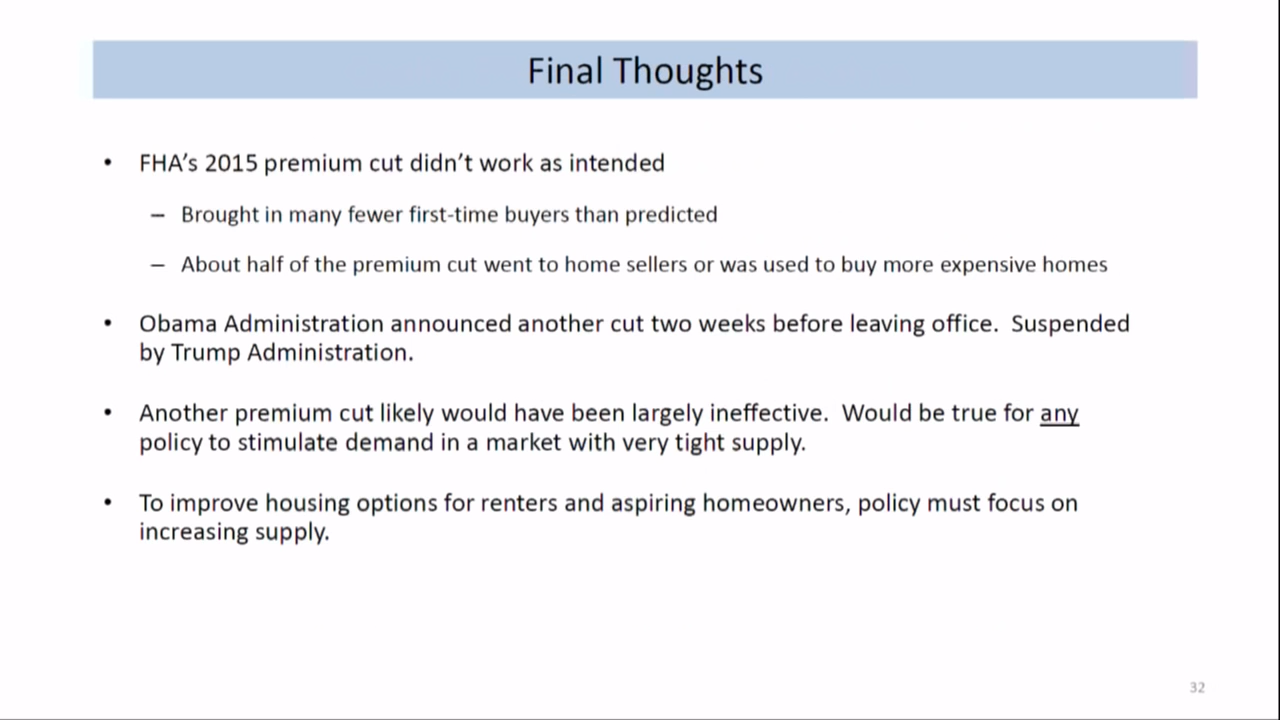 Final Thoughts
• FHA’s 2015 premium cut didn’t work as intended
– Brought in many fewer first-time buyers than predicted
– About half of the premium cut went to home sellers or was used to buy more expensive homes
• Obama Administration announced another cut two weeks before leaving office.  Suspended
by Trump Administration.
• Another premium cut likely would have been largely ineffective.  Would be true for any
policy to stimulate demand in a market with very tight supply.
• To improve housing options for renters and aspiring homeowners, policy must focus on
increasing supply.
32